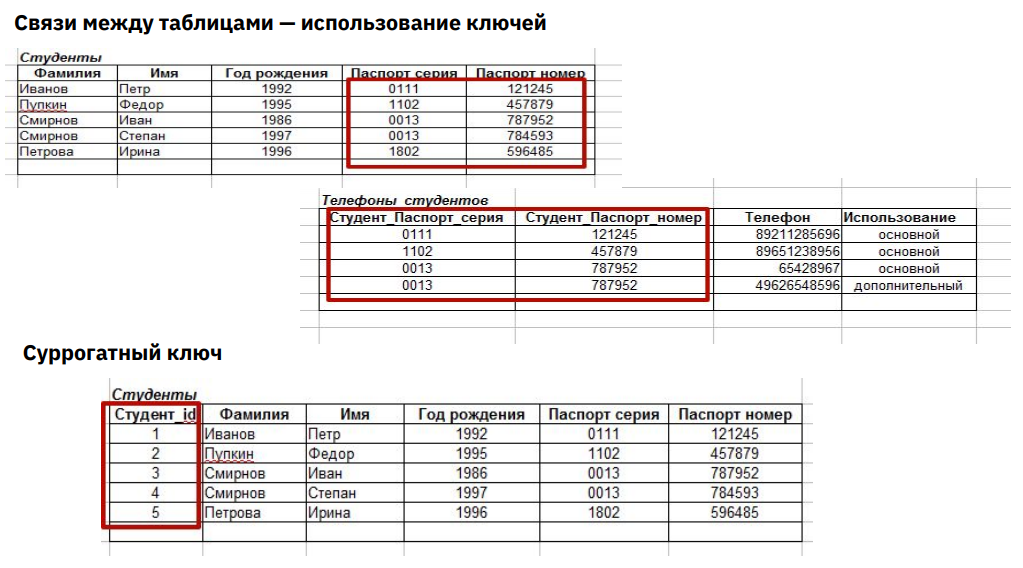 Связи между таблицами — использование ключей
Студенты
Фамилия Имя Год рождения Паспорт серия Паспорт номер
Иванов Петр 1992 0111 121245
Пупкин Федор 1995 1102 457879
Смирнов Иван 1986 0013 787952
Смирнов Степан 1997 0013 784593
Петрова Ирина 1996 1802 596485
Телефоны студентов
Студент_Паспорт_серия Студент_Паспорт_номер Телефон Использование
0111 121245 89211285696 основной
1102 457879 89651238956 основной
0013 787952 65428967 основной
0013 787952 49626548596 дополнительный
Суррогатный ключ
Студенты
Студент_id Фамилия Имя Год рождения Паспорт серия Паспорт номер
1 Иванов Петр 1992 0111 121245
2 Пупкин Федор 1995 1102 457879
3 Смирнов Иван 1986 0013 787952
4 Смирнов Степан 1997 0013 784593
5 Петрова Ирина 1996 1802 596485